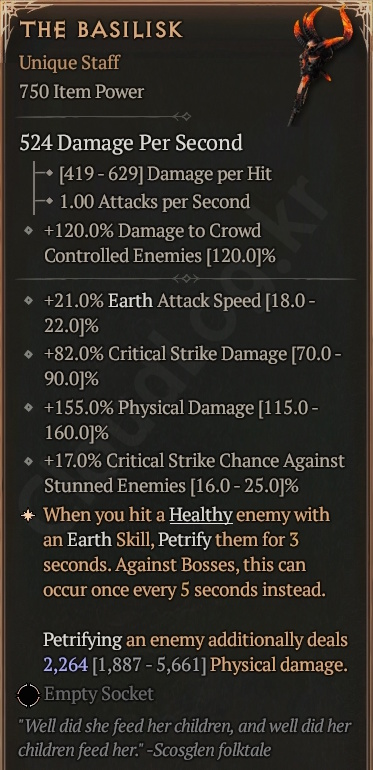 THE BASILISK
Unique Staff
750 Item Power
524 Damage Per Second
[419 - 629] Damage per Hit
1.00 Attacks per Second
+120.0% Damage to Crowd
Controlled Enemies [120.0]%
+21.0% Earth Attack Speed [18.0 -
22.0]%
+82.0% Critical Strike Damage [70.0 -
90.0]%
+155.0% Physical Damage [115.0 -
160.0]%
+17.0% Critical Strike Chance Against
Stunned Enemies [16.0 - 25.0]%
When you hit a Healthy enemy with
an Earth Skill, Petrify them for 3
seconds. Against Bosses, this can
occur once every 5 seconds instead.
Petrifying an enemy additionally deals
2,264 [1,887 - 5,661] Physical damage.
Empty Socket
"Well did she feed her children, and well did her
children feed her." -Scosglen folktale